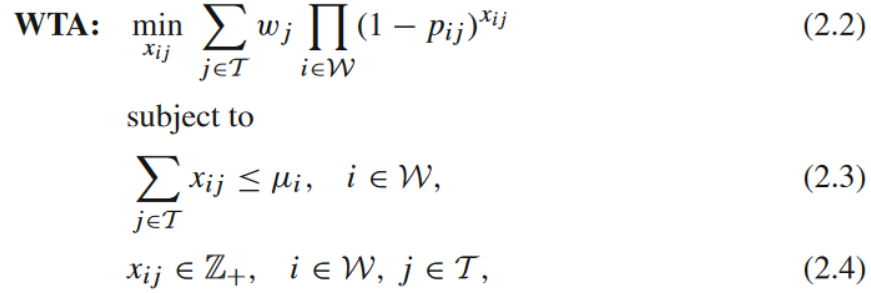 WTA: min_{x_{ij}} ∑_{j∈𝒯} w_j ∏_{i∈𝒲} (1 − p_{ij})^{x_{ij}} (2.2)
subject to
∑_{j∈𝒯} x_{ij} ≤ μ_i, i ∈ 𝒲, (2.3)
x_{ij} ∈ ℤ_+, i ∈ 𝒲, j ∈ 𝒯, (2.4)